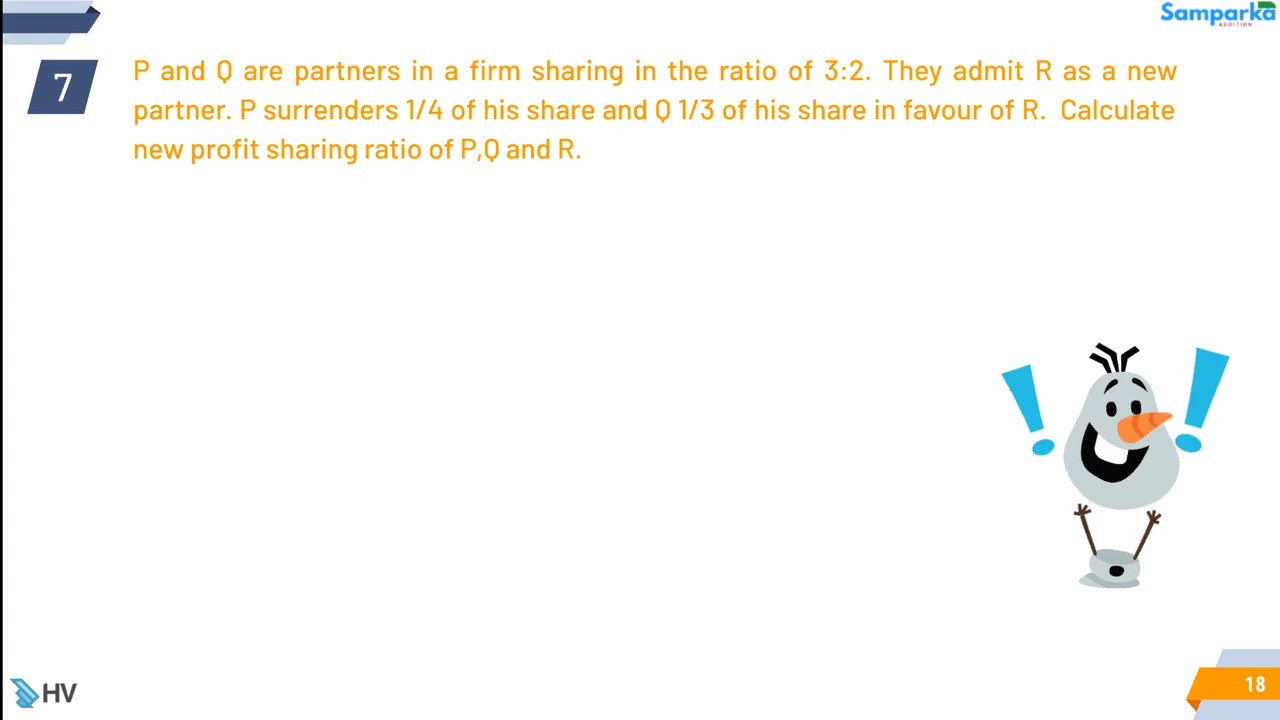 Samparka
ADDITION
7
P and Q are partners in a firm sharing in the ratio of 3:2. They admit R as a new
partner. P surrenders 1/4 of his share and Q 1/3 of his share in favour of R. Calculate
new profit sharing ratio of P,Q and R.
HV
18